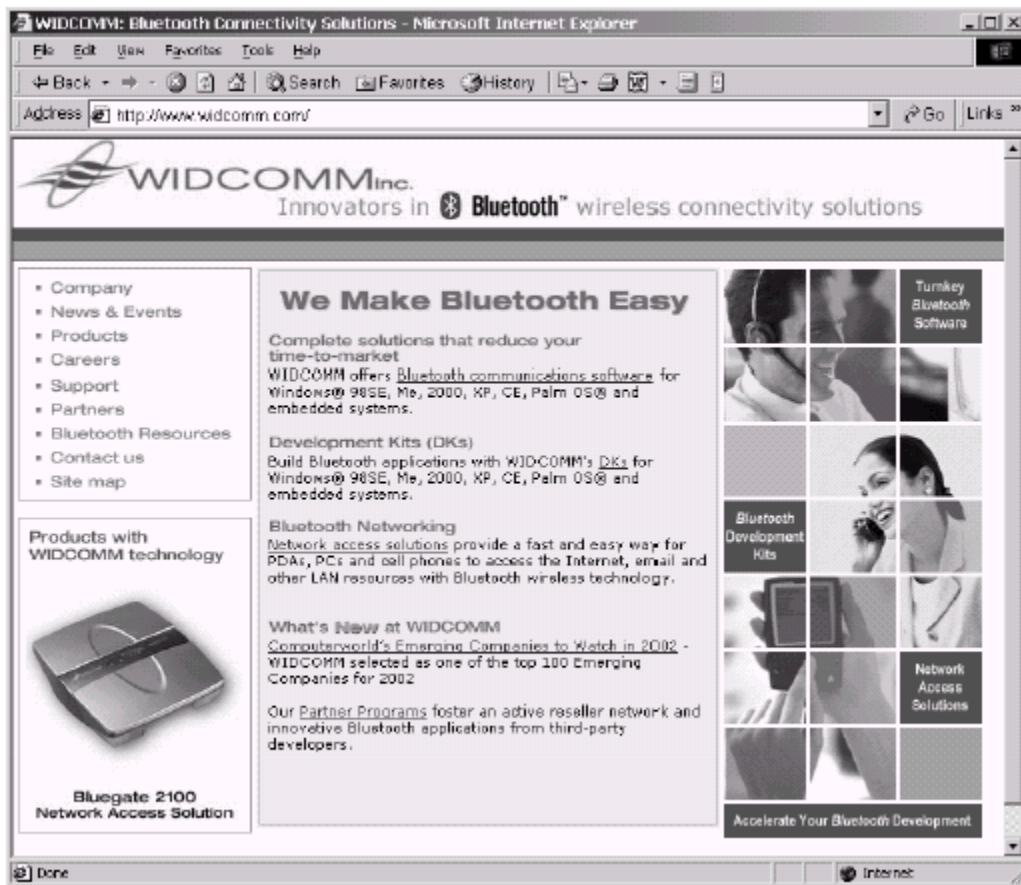 WIDCOMM: Bluetooth Connectivity Solutions - Microsoft Internet Explorer
File Edit View Favorites Tools Help
Back Search Favorites History
Address http://www.widcomm.com/ Go Links »
WIDCOMM Inc.
Innovators in Bluetooth™ wireless connectivity solutions
Company
News & Events
Products
Careers
Support
Partners
Bluetooth Resources
Contact us
Site map
Products with
WIDCOMM technology
Bluegate 2100
Network Access Solution
We Make Bluetooth Easy
Complete solutions that reduce your
time-to-market
WIDCOMM offers Bluetooth communications software for
Windows® 98SE, Me, 2000, XP, CE, Palm OS® and
embedded systems.
Development Kits (DKs)
Build Bluetooth applications with WIDCOMM's DKs for
Windows® 98SE, Me, 2000, XP, CE, Palm OS® and
embedded systems.
Bluetooth Networking
Network access solutions provide a fast and easy way for
PDAs, PCs and cell phones to access the Internet, email and
other LAN resources with Bluetooth wireless technology.
What's New at WIDCOMM
Computerworld's Emerging Companies to Watch in 2002 -
WIDCOMM selected as one of the top 100 Emerging
Companies for 2002
Our Partner Programs foster an active reseller network and
innovative Bluetooth applications from third-party
developers.
Turnkey
Bluetooth
Software
Bluetooth
Development
Kits
Network
Access
Solutions
Accelerate Your Bluetooth Development
Done
Internet